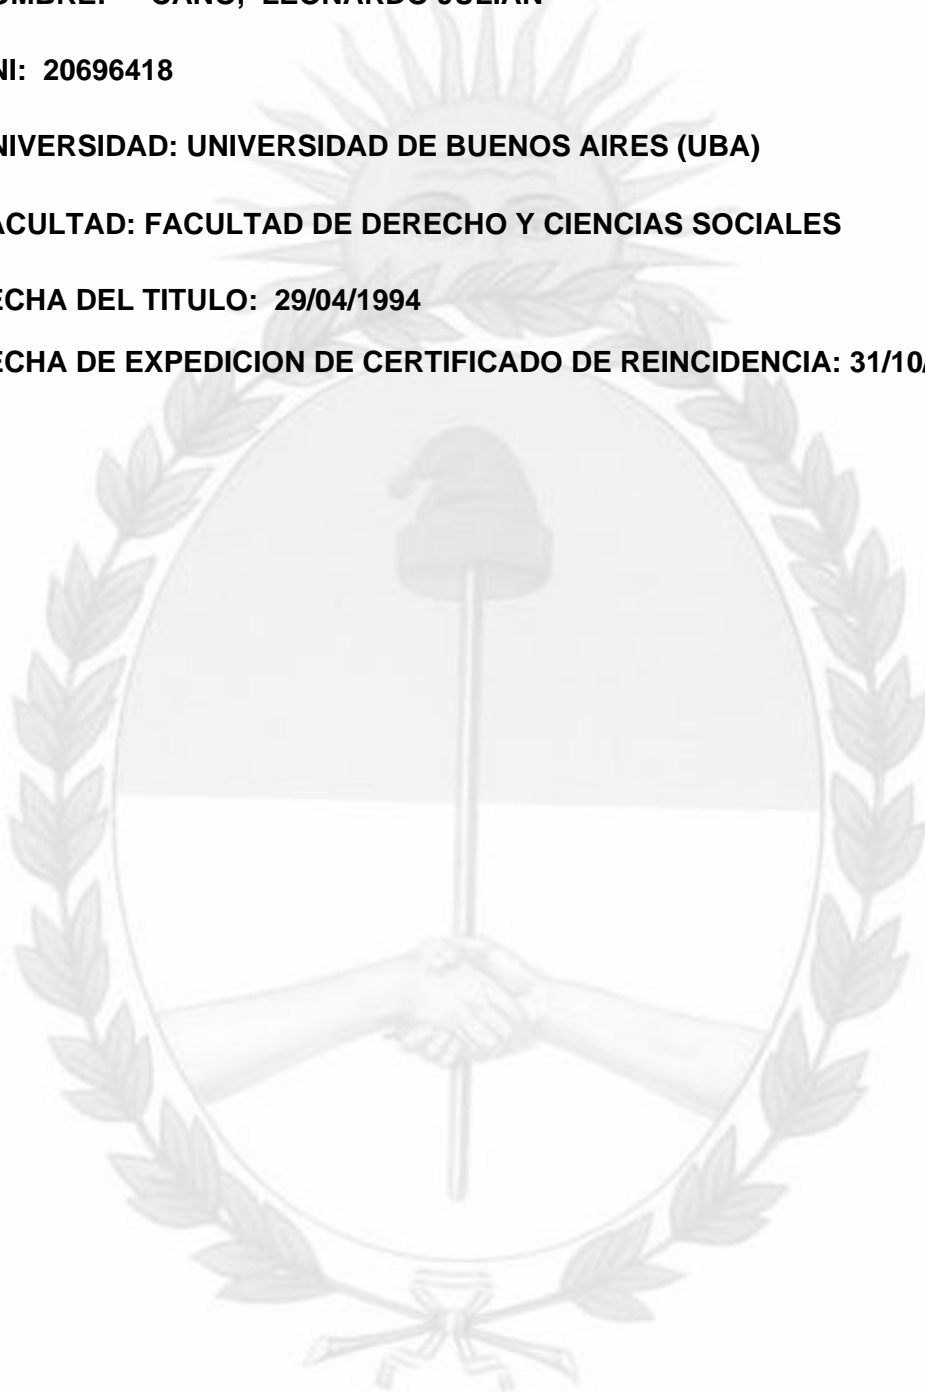 OMBRE: CANO, LEONARDO JULIAN
NI: 20696418
NIVERSIDAD: UNIVERSIDAD DE BUENOS AIRES (UBA)
ACULTAD: FACULTAD DE DERECHO Y CIENCIAS SOCIALES
ECHA DEL TITULO: 29/04/1994
ECHA DE EXPEDICION DE CERTIFICADO DE REINCIDENCIA: 31/10/